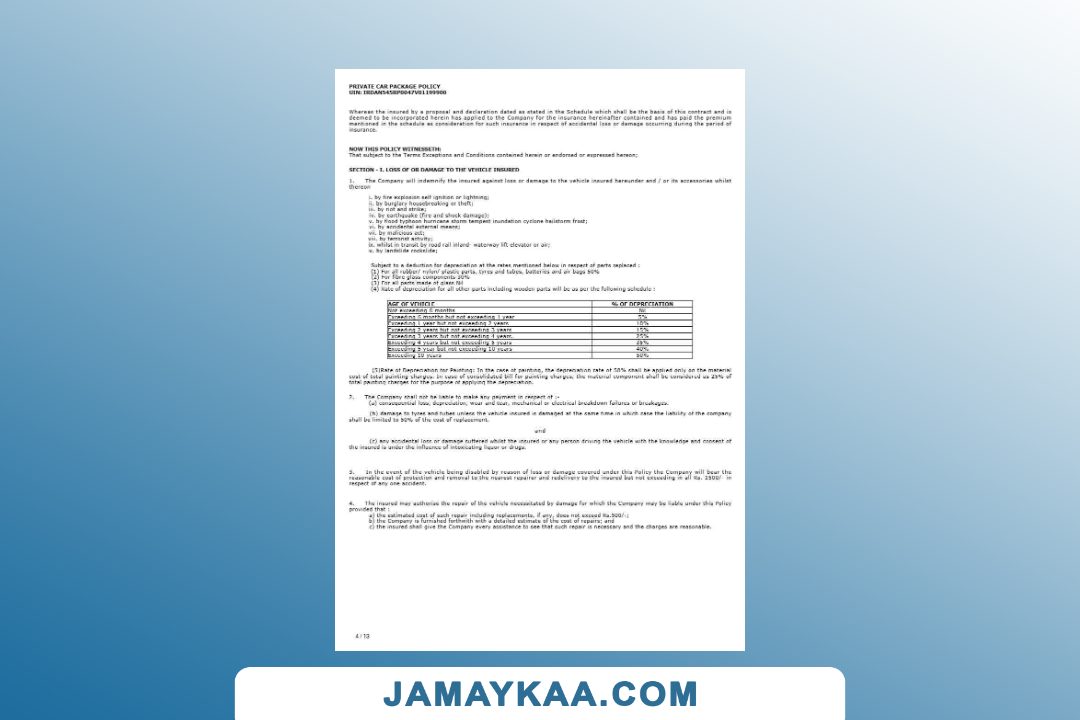 PRIVATE CAR PACKAGE POLICY
UIN: IRDAN545RP0047V01199900
Whereas the insured by a proposal and declaration dated as stated in the Schedule which shall be the basis of this contract and is
deemed to be incorporated herein has applied to the Company for the insurance hereinafter contained and has paid the premium
mentioned in the schedule as consideration for such insurance in respect of accidental loss or damage occurring during the period of
insurance.
NOW THIS POLICY WITNESSETH:
That subject to the Terms Exceptions and Conditions contained herein or endorsed or expressed hereon;
SECTION - I. LOSS OF OR DAMAGE TO THE VEHICLE INSURED
1. The Company will indemnify the insured against loss or damage to the vehicle insured hereunder and / or its accessories whilst
thereon
i. by fire explosion self ignition or lightning;
ii. by burglary housebreaking or theft;
iii. by riot and strike;
iv. by earthquake (fire and shock damage);
v. by flood typhoon hurricane storm tempest inundation cyclone hailstorm frost;
vi. by accidental external means;
vii. by malicious act;
viii. by terrorist activity;
ix. whilst in transit by road rail inland- waterway lift elevator or air;
x. by landslide rockslide;
Subject to a deduction for depreciation at the rates mentioned below in respect of parts replaced :
(1) For all rubber/ nylon/ plastic parts, tyres and tubes, batteries and air bags 50%
(2) For fibre glass components 30%
(3) For all parts made of glass Nil
(4) Rate of depreciation for all other parts including wooden parts will be as per the following schedule :
AGE OF VEHICLE % OF DEPRECIATION
Not exceeding 6 months Nil
Exceeding 6 months but not exceeding 1 year 5%
Exceeding 1 year but not exceeding 2 years 10%
Exceeding 2 years but not exceeding 3 years 15%
Exceeding 3 years but not exceeding 4 years. 25%
Exceeding 4 years but not exceeding 5 years 35%
Exceeding 5 year but not exceeding 10 years 40%
Exceeding 10 years 50%
(5)Rate of Depreciation for Painting: In the case of painting, the depreciation rate of 50% shall be applied only on the material
cost of total painting charges. In case of consolidated bill for painting charges, the material component shall be considered as 25% of
total painting charges for the purpose of applying the depreciation.
2. The Company shall not be liable to make any payment in respect of :-
(a) consequential loss, depreciation, wear and tear, mechanical or electrical breakdown failures or breakages.
(b) damage to tyres and tubes unless the vehicle insured is damaged at the same time in which case the liability of the company
shall be limited to 50% of the cost of replacement.
and
(c) any accidental loss or damage suffered whilst the insured or any person driving the vehicle with the knowledge and consent of
the insured is under the influence of intoxicating liquor or drugs.
3. In the event of the vehicle being disabled by reason of loss or damage covered under this Policy the Company will bear the
reasonable cost of protection and removal to the nearest repairer and redelivery to the insured but not exceeding in all Rs. 1500/- in
respect of any one accident.
4. The insured may authorise the repair of the vehicle necessitated by damage for which the Company may be liable under this Policy
provided that :
a) the estimated cost of such repair including replacements, if any, does not exceed Rs.500/-;
b) the Company is furnished forthwith with a detailed estimate of the cost of repairs; and
c) the insured shall give the Company every assistance to see that such repair is necessary and the charges are reasonable.
4 / 13
JAMAYKAA.COM